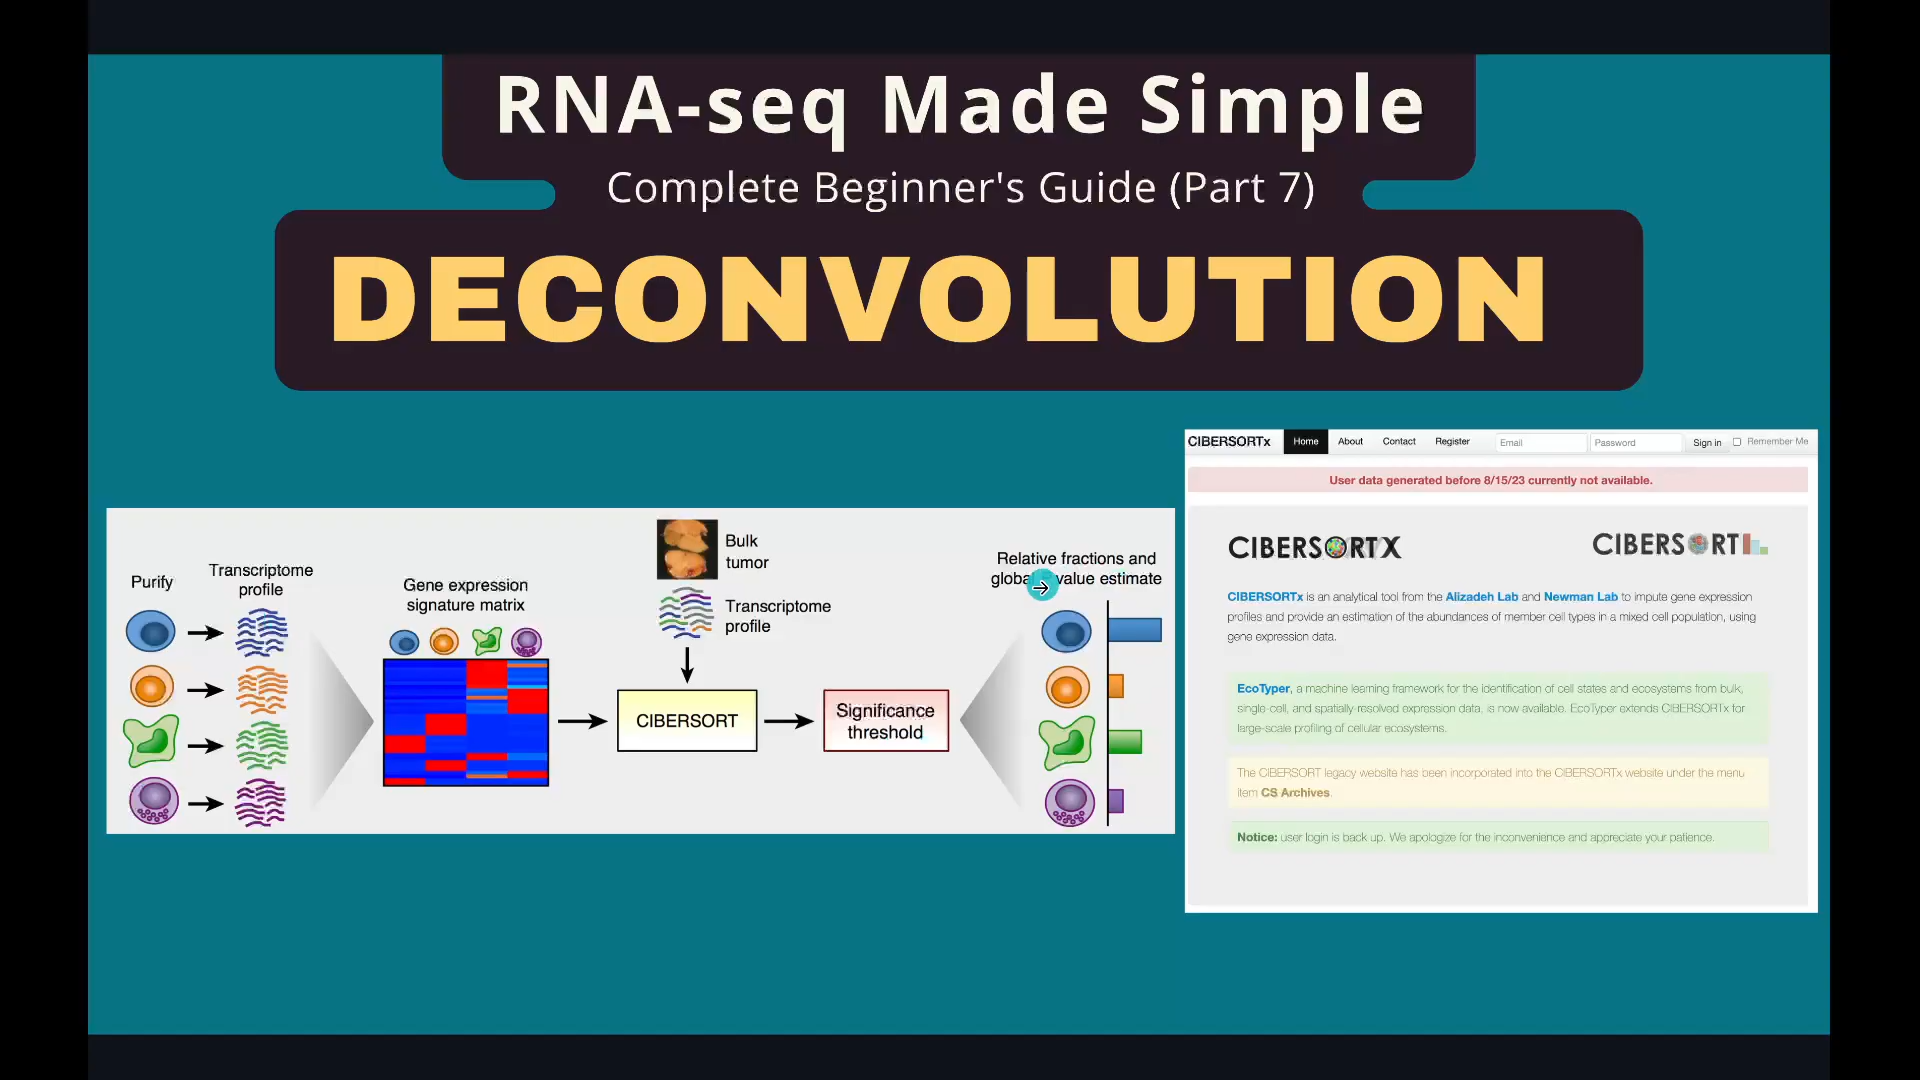 RNA-seq Made Simple
Complete Beginner's Guide (Part 7)
DECONVOLUTION
Purify
Transcriptome
profile
Gene expression
signature matrix
Bulk
tumor
Transcriptome
profile
CIBERSORT
Significance
threshold
Relative fractions and
value estimate
CIBERSORTx Home About Contact Register Email Password Sign in Remember Me
User data generated before 8/15/23 currently not available.
CIBERSORTX
CIBERSORT
CIBERSORTx is an analytical tool from the Alizadeh Lab and Newman Lab to impute gene expression
profiles and provide an estimation of the abundances of member cell types in a mixed cell population, using
gene expression data.
EcoTyper, a machine learning framework for the identification of cell states and ecosystems from bulk,
single-cell, and spatially-resolved expression data, is now available. EcoTyper extends CIBERSORTx for
large-scale profiling of cellular ecosystems.
The CIBERSORT legacy website has been incorporated into the CIBERSORTx website under the menu
item CS Archives.
Notice: user login is back up. We apologize for the inconvenience and appreciate your patience.